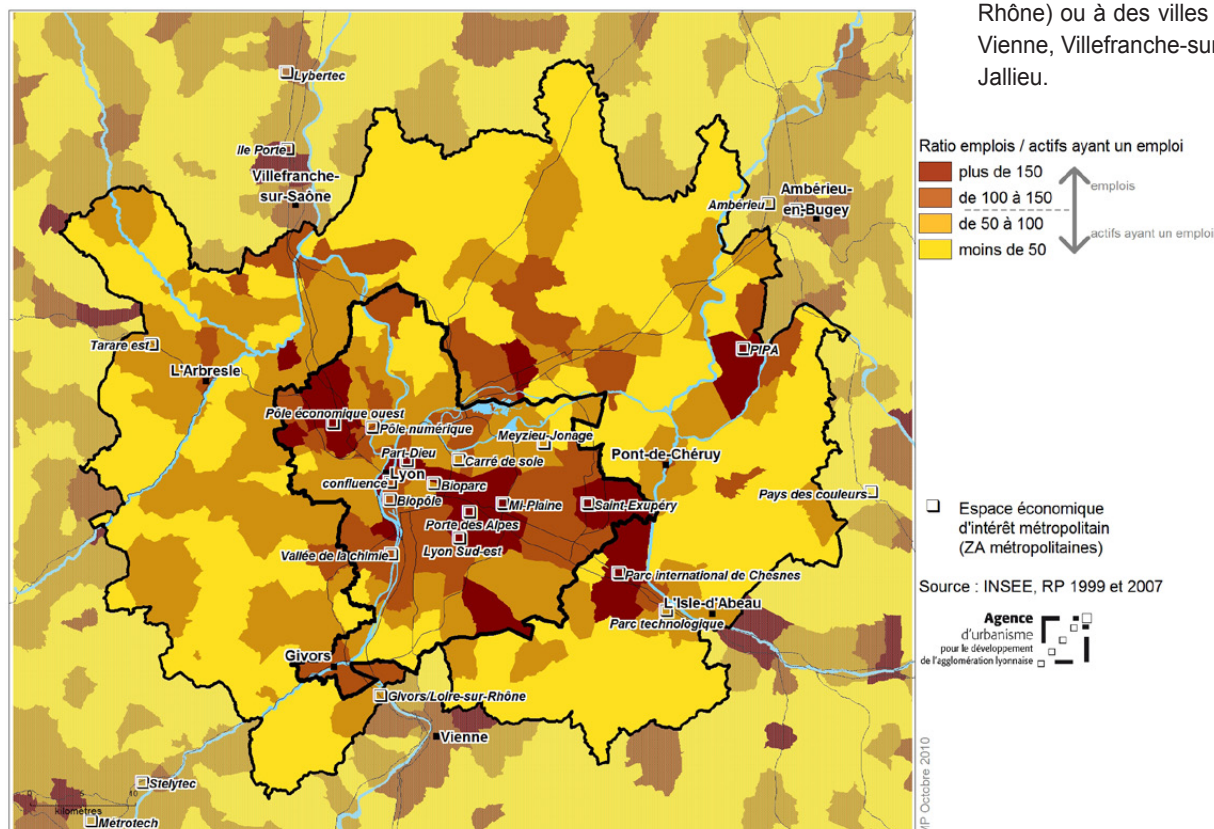 Rhône) ou à des villes
Vienne, Villefranche-sur
Jallieu.
Ratio emplois / actifs ayant un emploi
plus de 150
de 100 à 150
de 50 à 100
moins de 50
emplois
actifs ayant un emploi
Espace économique
d'intérêt métropolitain
(ZA métropolitaines)
Source : INSEE, RP 1999 et 2007
Agence
d'urbanisme
pour le développement
de l'agglomération lyonnaise
MP Octobre 2010
Lybertec
Ile Porte
Villefranche-
sur-Saône
Ambérieu
Ambérieu-
en-Bugey
Tarare est
L'Arbresle
PIPA
Pôle économique ouest
Pôle numérique
Meyzieu-Jonage
Part-Dieu
Carré de soie
Pont-de-Chéruy
Lyon
confluence
Bioparc
Pays des couleurs
Biopôle
Mi-Plaine
Saint-Exupéry
Porte des Alpes
Lyon Sud-est
Vallée de la chimie
Parc international de Chesnes
L'Isle-d'Abeau
Parc technologique
Givors
Givors/Loire-sur-Rhône
Vienne
Stelytec
0
10
kilomètres
Métrotech